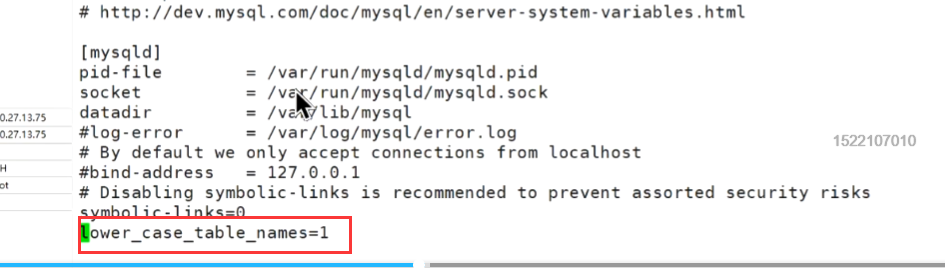 # http://dev.mysql.com/doc/mysql/en/server-system-variables.html
[mysqld]
pid-file = /var/run/mysqld/mysqld.pid
socket = /var/run/mysqld/mysqld.sock
datadir = /var/lib/mysql
0.27.13.75
#log-error = /var/log/mysql/error.log
0.27.13.75
# By default we only accept connections from localhost
1522107010
#bind-address = 127.0.0.1
H
# Disabling symbolic-links is recommended to prevent assorted security risks
ot
symbolic-links=0
lower_case_table_names=1